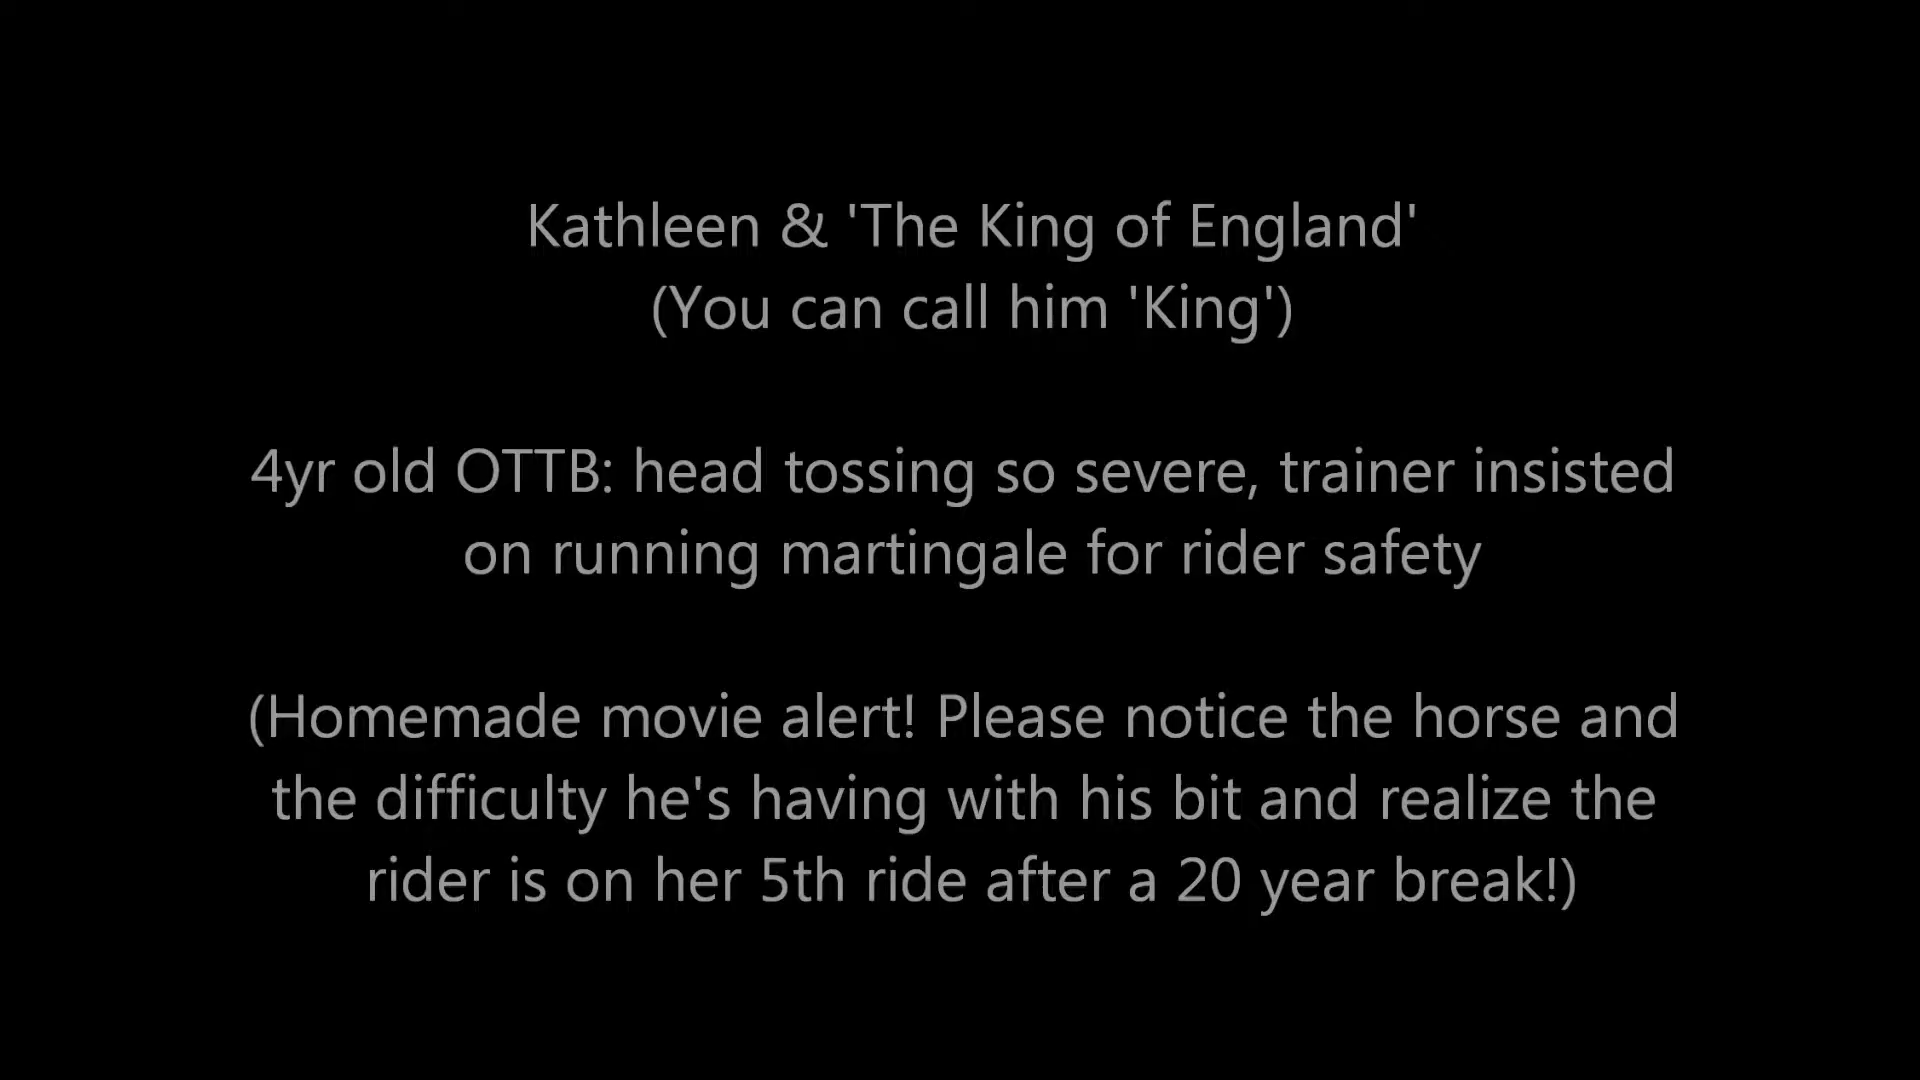 Kathleen & 'The King of England'
(You can call him 'King')
4yr old OTTB: head tossing so severe, trainer insisted
on running martingale for rider safety
(Homemade movie alert! Please notice the horse and
the difficulty he's having with his bit and realize the
rider is on her 5th ride after a 20 year break!)